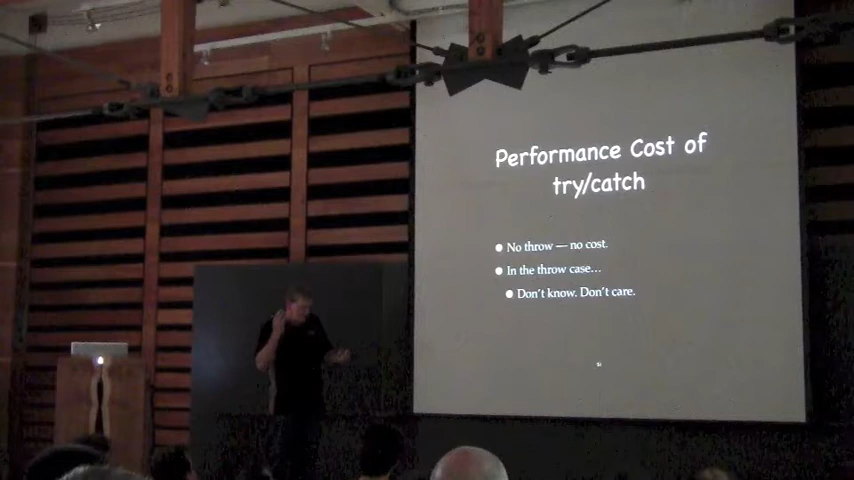 Performance Cost of
try/catch
● No throw — no cost.
● In the throw case...
● Don't know. Don't care.